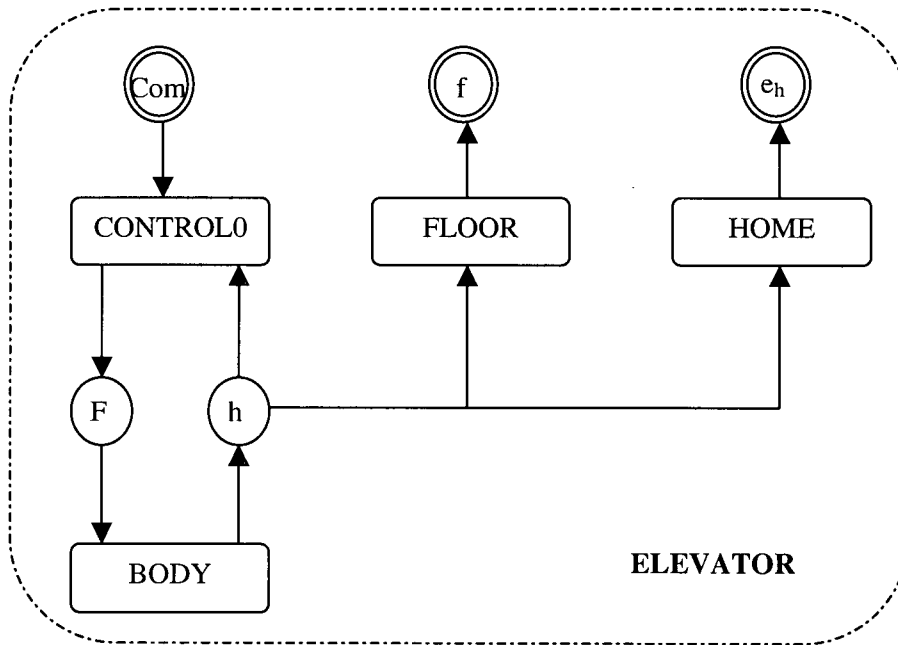 Com
f
eh
CONTROL0
FLOOR
HOME
F
h
BODY
ELEVATOR